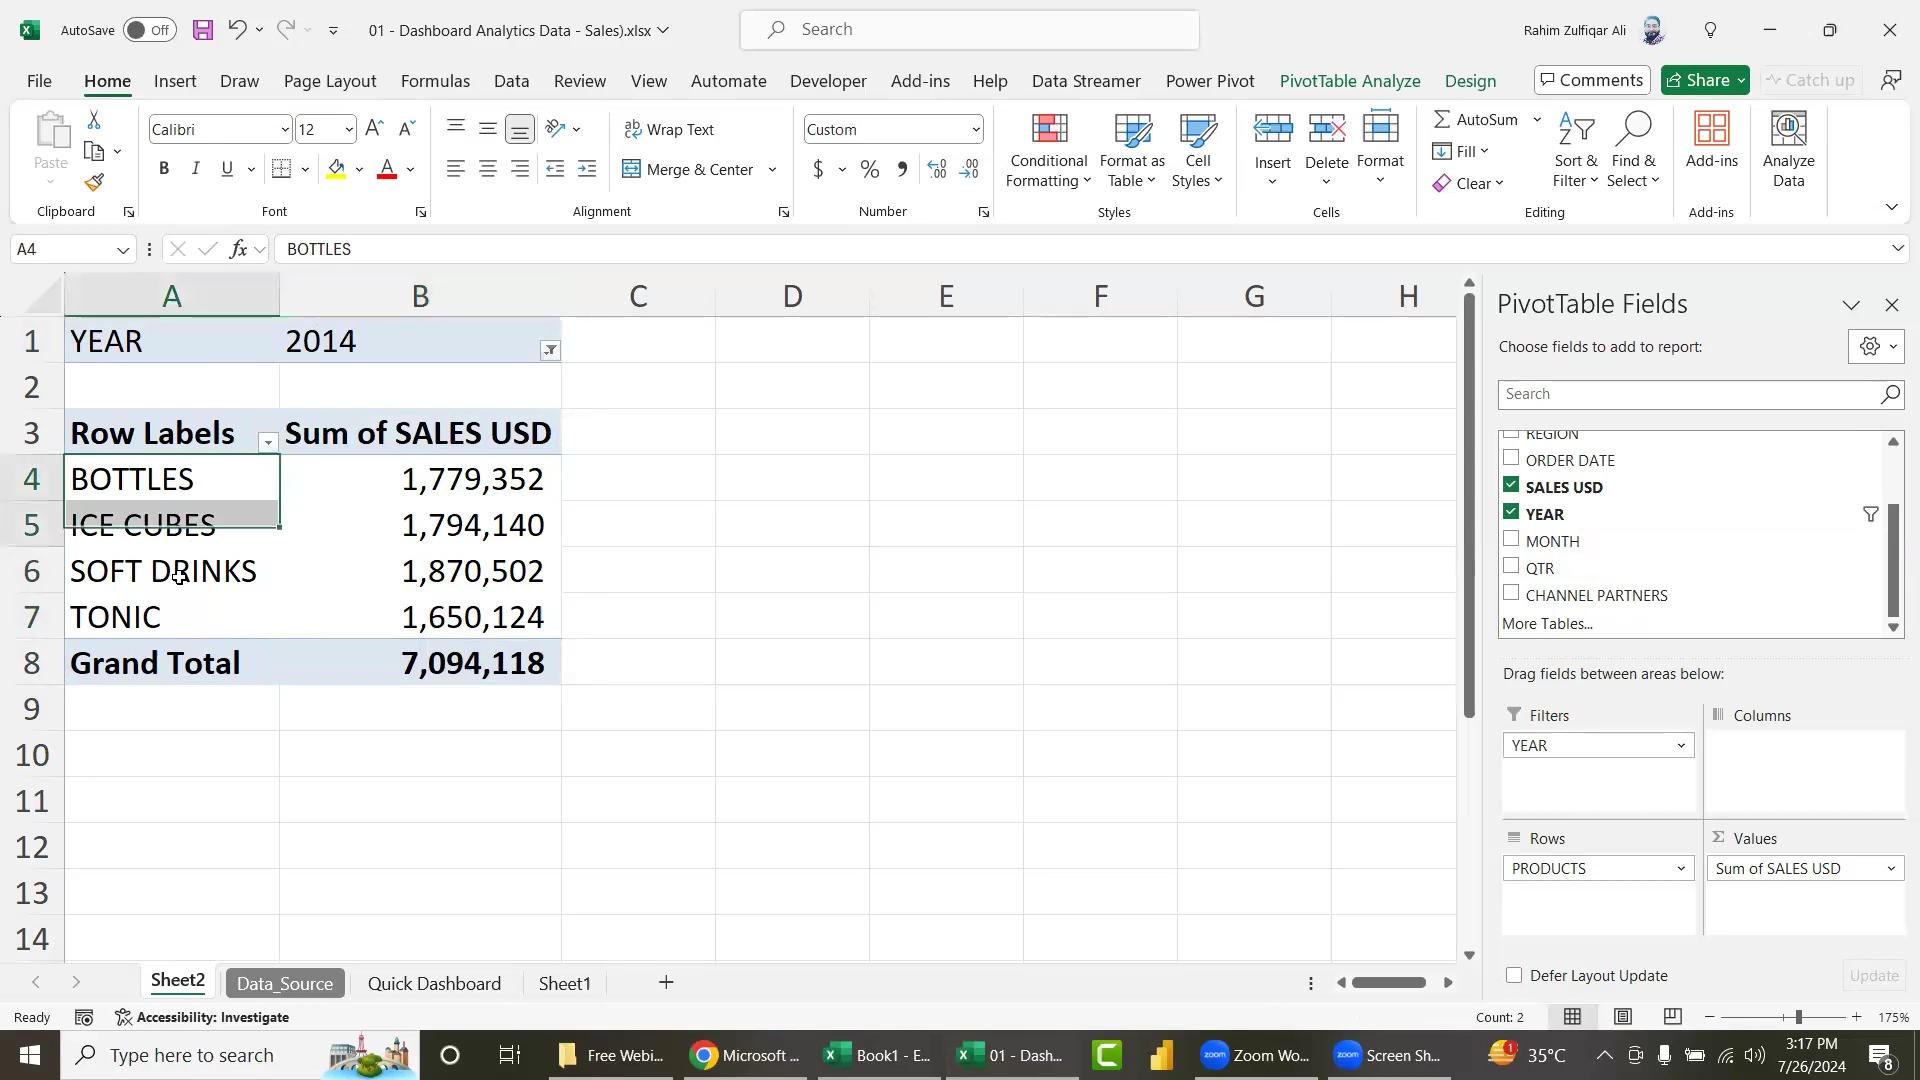 AutoSave Off 01 - Dashboard Analytics Data - Sales).xlsx Search Rahim Zulfiqar Ali
File Home Insert Draw Page Layout Formulas Data Review View Automate Developer Add-ins Help Data Streamer Power Pivot PivotTable Analyze Design Comments Share Catch up
Paste Calibri 12 Wrap Text Custom Conditional Formatting Format as Table Cell Styles Insert Delete Format AutoSum Sort & Filter Find & Select Add-ins Analyze Data
B I U Merge & Center $ % Fill Clear
Clipboard Font Alignment Number Styles Cells Editing Add-ins
A4 fx BOTTLES
A B C D E F G H
1 YEAR 2014
2
3 Row Labels Sum of SALES USD
4 BOTTLES 1,779,352
5 ICE CUBES 1,794,140
6 SOFT DRINKS 1,870,502
7 TONIC 1,650,124
8 Grand Total 7,094,118
9
10
11
12
13
14
PivotTable Fields
Choose fields to add to report:
Search
REGION
ORDER DATE
SALES USD
YEAR
MONTH
QTR
CHANNEL PARTNERS
More Tables...
Drag fields between areas below:
Filters Columns
YEAR
Rows Values
PRODUCTS Sum of SALES USD
Defer Layout Update Update
Sheet2 Data_Source Quick Dashboard Sheet1
Ready Accessibility: Investigate Count: 2 175%
Type here to search Free Webi... Microsoft ... Book1 - E... 01 - Dash... zoom Zoom Wo... zoom Screen Sh... 1 35°C 3:17 PM
7/26/2024 8